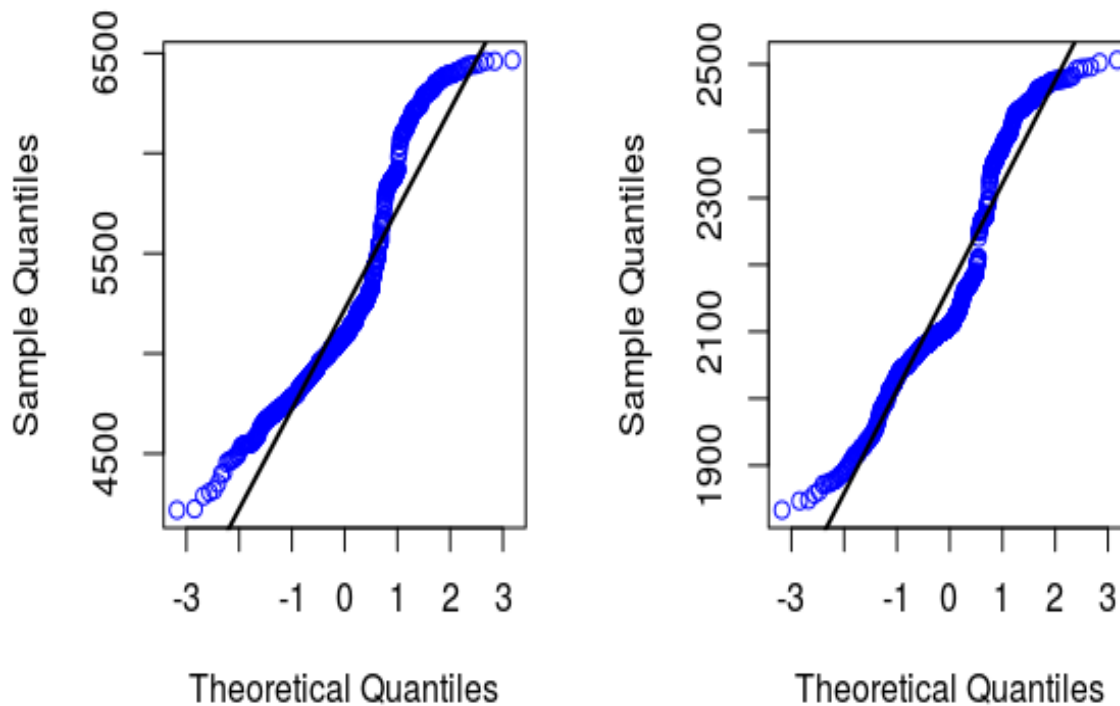 Sample Quantiles
6500
5500
4500
-3 -1 0 1 2 3
Theoretical Quantiles
Sample Quantiles
2500
2300
2100
1900
-3 -1 0 1 2 3
Theoretical Quantiles